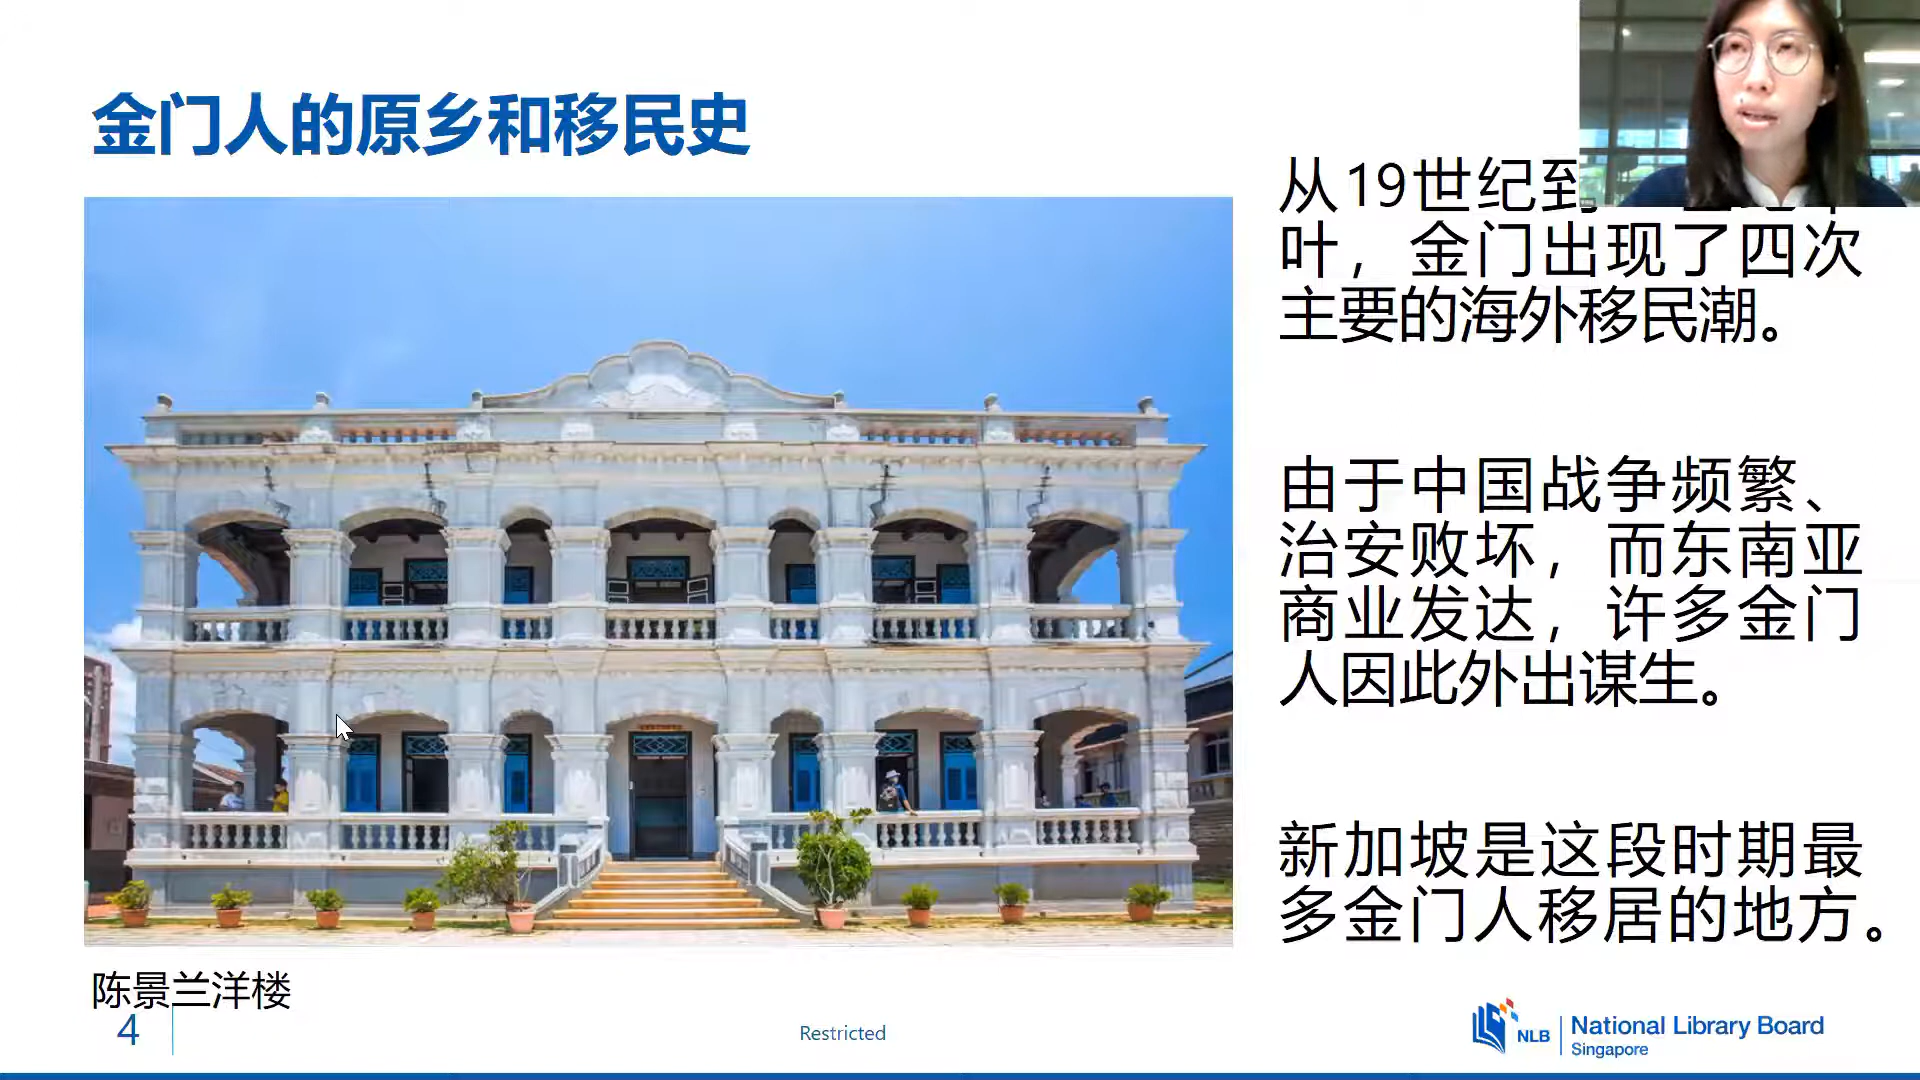 金门人的原乡和移民史
从19世纪到
叶，金门出现了四次
主要的海外移民潮。
由于中国战争频繁、
治安败坏，而东南亚
商业发达，许多金门
人因此外出谋生。
新加坡是这段时期最
多金门人移居的地方。
陈景兰洋楼
4
Restricted
NLB
National Library Board
Singapore